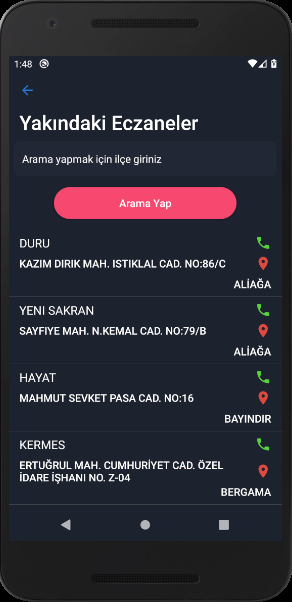 1:48
Yakındaki Eczaneler
Arama yapmak için ilçe giriniz
Arama Yap
DURU
KAZIM DIRIK MAH. ISTIKLAL CAD. NO:86/C
ALİAĞA
YENI SAKRAN
SAYFIYE MAH. N.KEMAL CAD. NO:79/B
ALİAĞA
HAYAT
MAHMUT SEVKET PASA CAD. NO:16
BAYINDIR
KERMES
ERTUĞRUL MAH. CUMHURİYET CAD. ÖZEL
İDARE İŞHANI NO. Z-04
BERGAMA